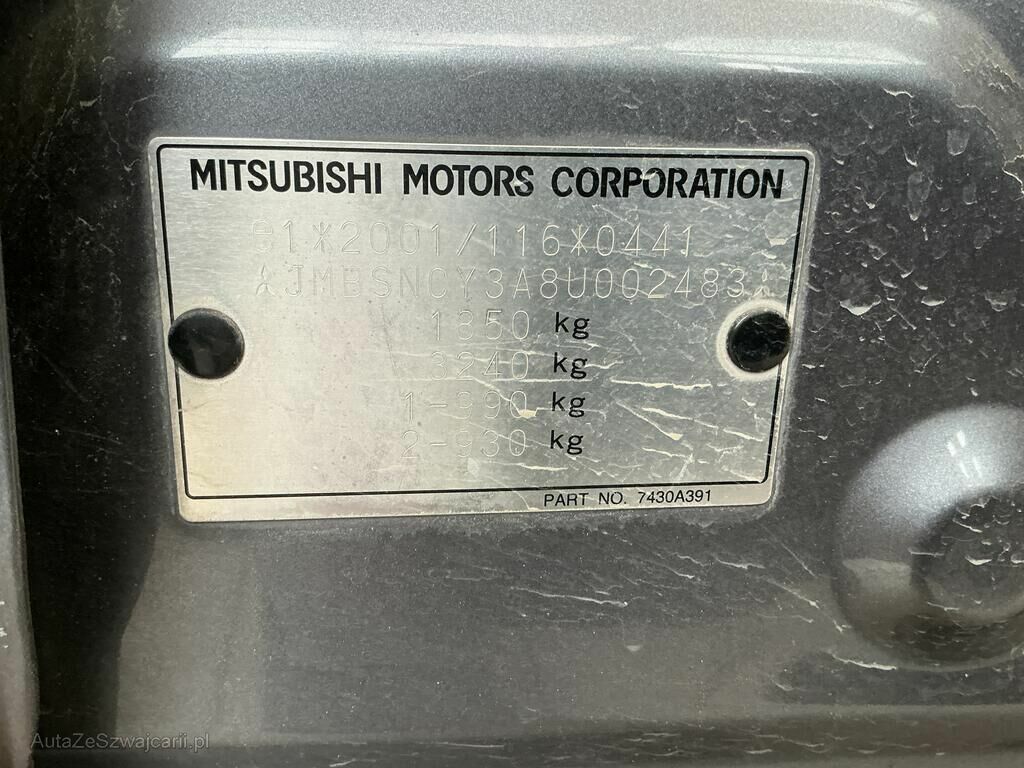 MITSUBISHI MOTORS CORPORATION
e1*2001/116*0441
JMBSNCY3A8U002483
1850 kg
3240 kg
1-990 kg
2-930 kg
PART NO. 7430A391
AutaZeSzwajcarii.pl